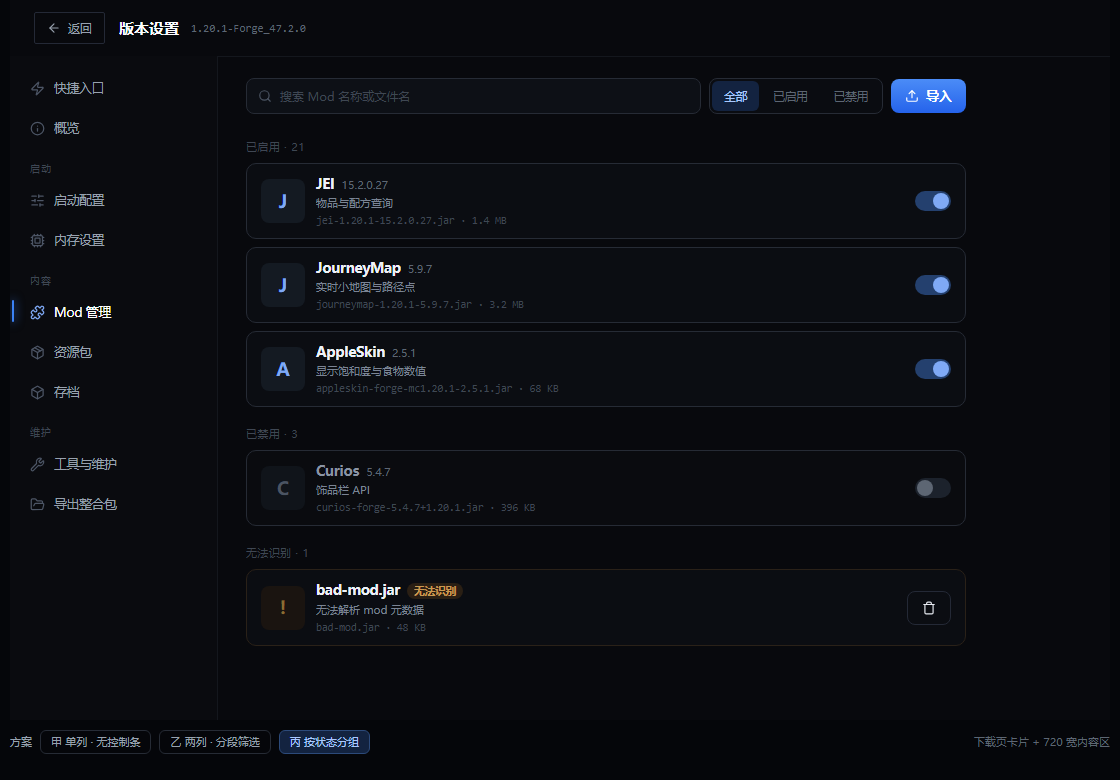 返回 版本设置 1.20.1-Forge_47.2.0
快捷入口
概览
启动
启动配置
内存设置
内容
Mod 管理
资源包
存档
维护
工具与维护
导出整合包
搜索 Mod 名称或文件名 全部 已启用 已禁用 导入
已启用 · 21
J JEI 15.2.0.27
物品与配方查询
jei-1.20.1-15.2.0.27.jar · 1.4 MB
J JourneyMap 5.9.7
实时小地图与路径点
journeymap-1.20.1-5.9.7.jar · 3.2 MB
A AppleSkin 2.5.1
显示饱和度与食物数值
appleskin-forge-mc1.20.1-2.5.1.jar · 68 KB
已禁用 · 3
C Curios 5.4.7
饰品栏 API
curios-forge-5.4.7+1.20.1.jar · 396 KB
无法识别 · 1
! bad-mod.jar 无法识别
无法解析 mod 元数据
bad-mod.jar · 48 KB
方案 甲 单列 · 无控制条 乙 两列 · 分段筛选 丙 按状态分组 下载页卡片 + 720 宽内容区